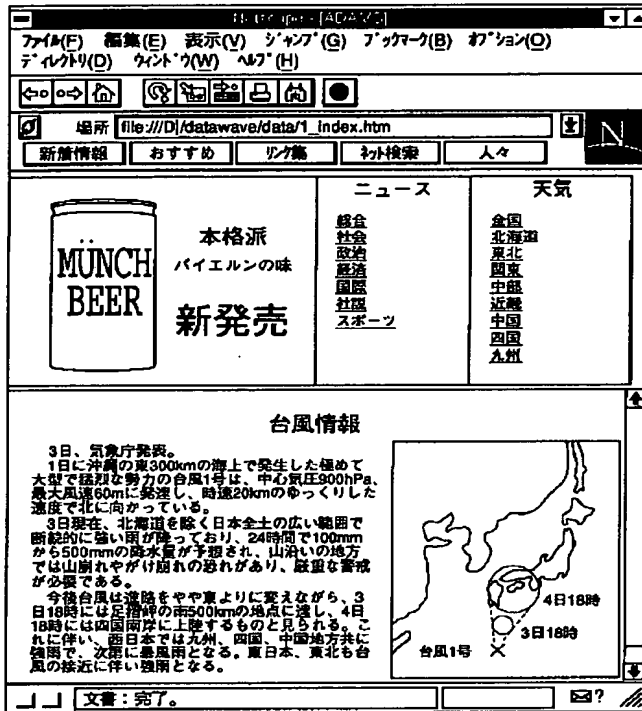 Netscape - [ADAMS]
ファイル(F) 編集(E) 表示(V) ジャンプ(G) ブックマーク(B) オプション(O)
ディレクトリ(D) ウィンドウ(W) ヘルプ(H)
場所 file:///D|/datawave/data/1_index.htm
N
新着情報 おすすめ リンク集 ネット検索 人々
MÜNCH
BEER
本格派
バイエルンの味
新発売
ニュース
総合
社会
政治
経済
国際
社説
スポーツ
天気
全国
北海道
東北
関東
中部
近畿
中国
四国
九州
台風情報
3日、気象庁発表。
1日に沖縄の東300kmの海上で発生した極めて
大型で猛烈な勢力の台風1号は、中心気圧900hPa、
最大風速60mに発達し、時速20kmのゆっくりした
速度で北に向かっている。
3日現在、北海道を除く日本全土の広い範囲で
断続的に強い雨が降っており、24時間で100mm
から500mmの降水量が予想され、山沿いの地方
では山崩れやがけ崩れの恐れがあり、厳重な警戒
が必要である。
今後台風は進路をやや東よりに変えながら、3
日18時には足摺岬の南500kmの地点に達し、4日
18時には四国南岸に上陸するものと見られる。こ
れに伴い、西日本では九州、四国、中国地方共に
強雨で、次第に暴風雨となる。東日本、東北も台
風の接近に伴い強雨となる。
4日18時
3日18時
台風1号
文書：完了。
?